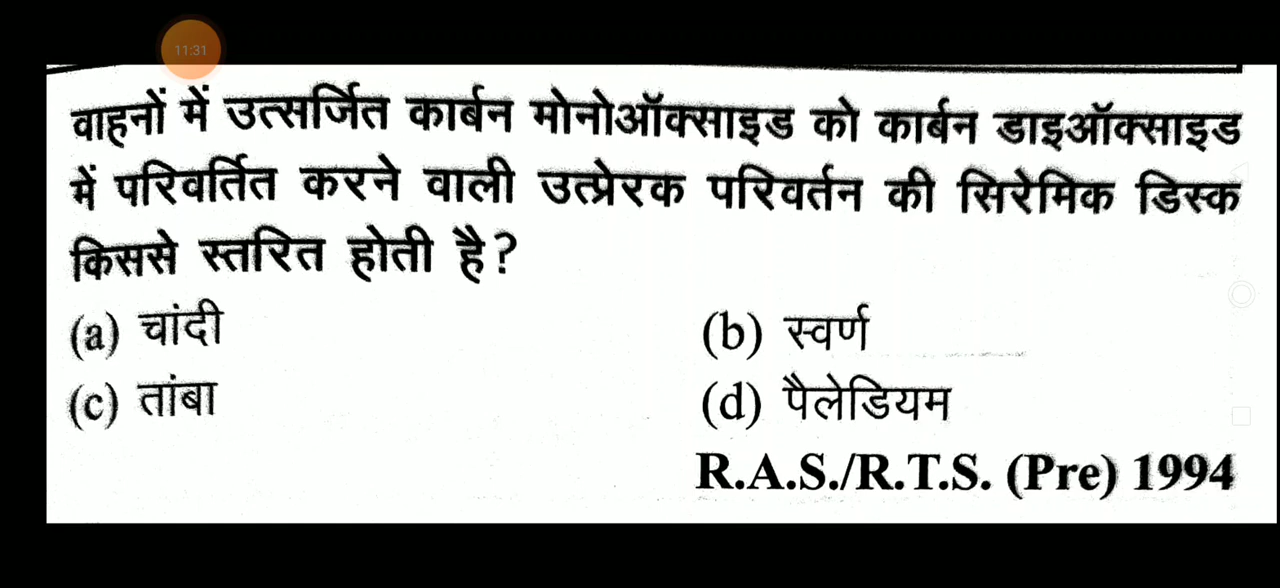 11:31
वाहनों में उत्सर्जित कार्बन मोनोऑक्साइड को कार्बन डाइऑक्साइड
में परिवर्तित करने वाली उत्प्रेरक परिवर्तन की सिरेमिक डिस्क
किससे स्तरित होती है?
(a) चांदी (b) स्वर्ण
(c) तांबा (d) पैलेडियम
R.A.S./R.T.S. (Pre) 1994